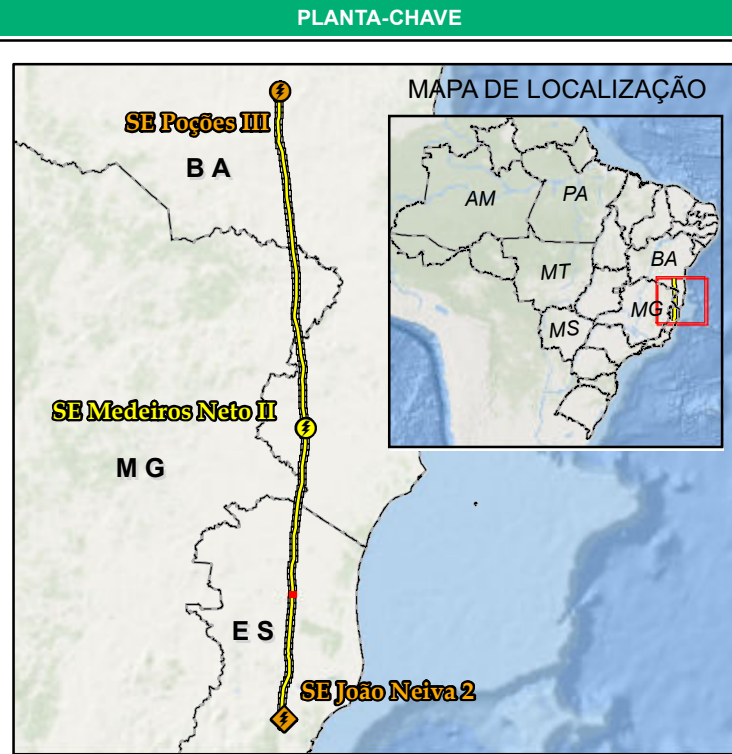 PLANTA-CHAVE
MAPA DE LOCALIZAÇÃO
SE Poções III
B A
AM
PA
BA
MT
MG
MS
SE Medeiros Neto II
M G
E S
SE João Neiva 2